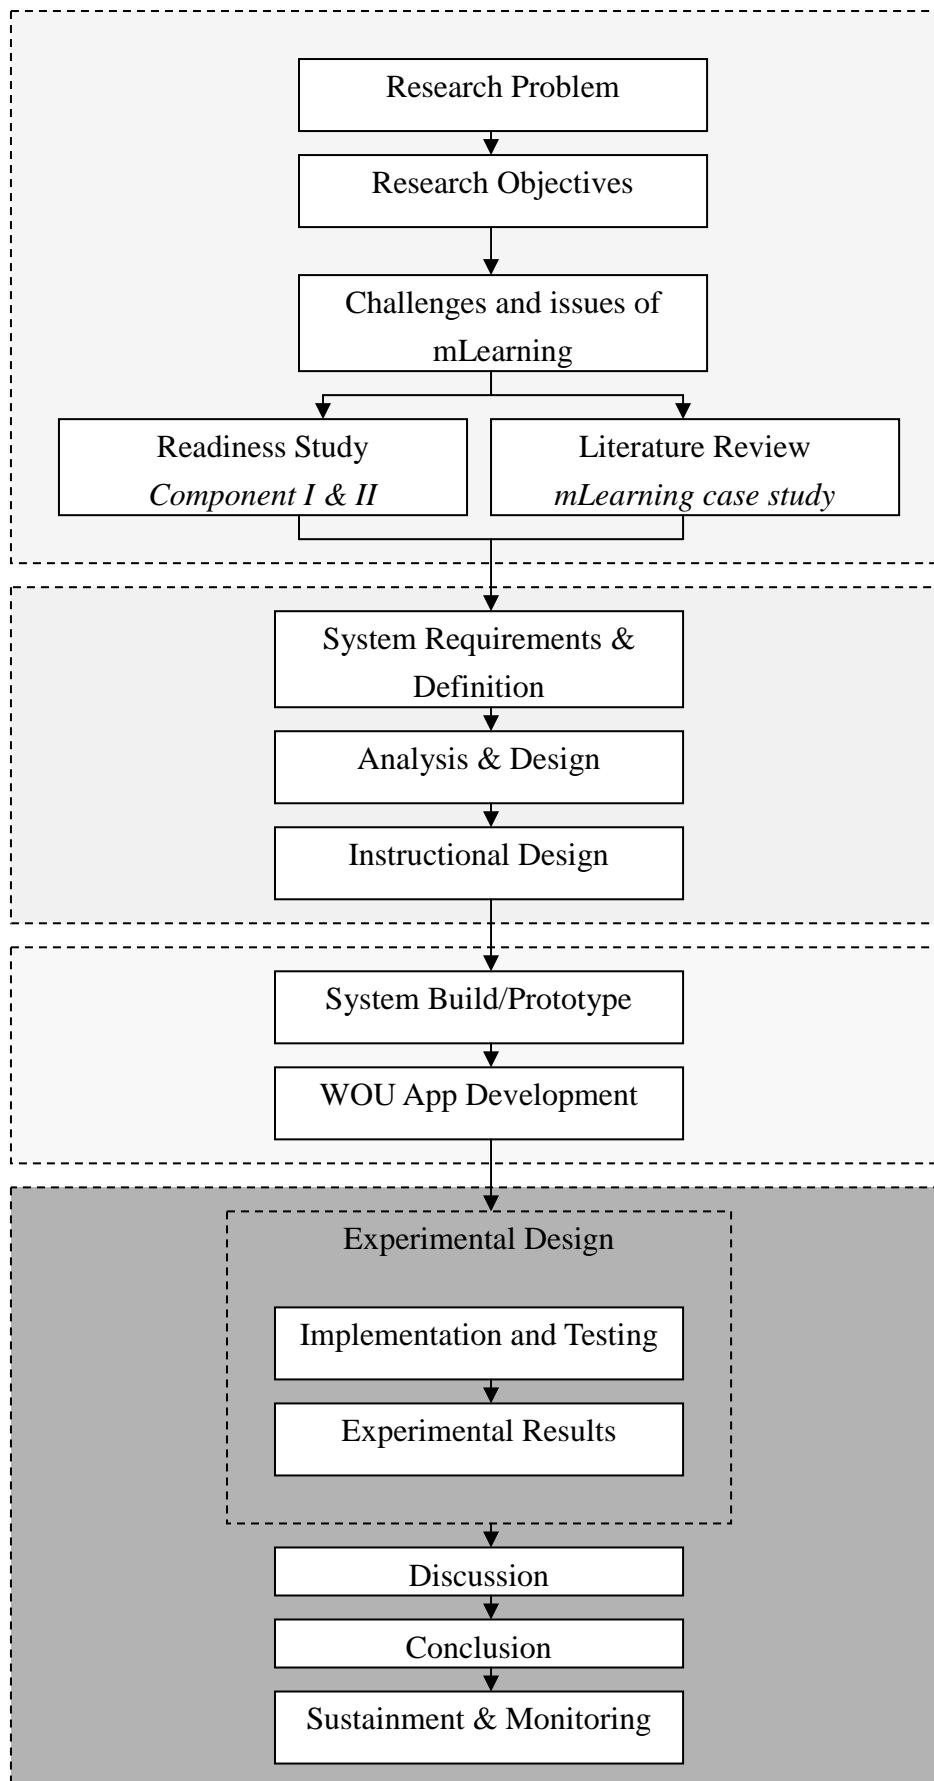 Research Problem
Research Objectives
Challenges and issues of
mLearning
Readiness Study
Component I & II
Literature Review
mLearning case study
System Requirements &
Definition
Analysis & Design
Instructional Design
System Build/Prototype
WOU App Development
Experimental Design
Implementation and Testing
Experimental Results
Discussion
Conclusion
Sustainment & Monitoring